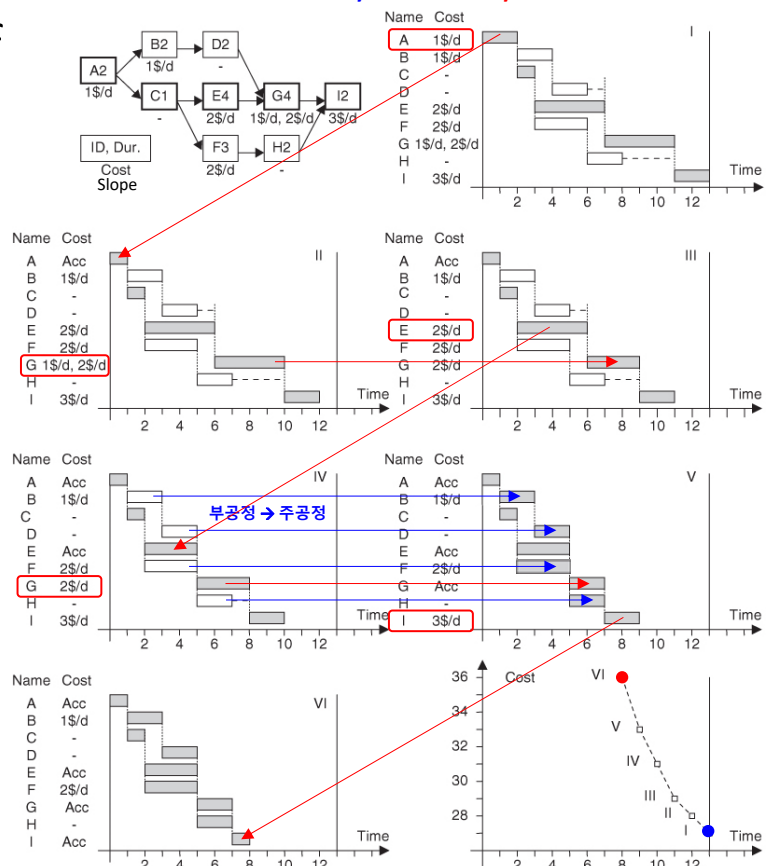 Name Cost
A 1$/d
B 1$/d
C -
D -
E 2$/d
F 2$/d
G 1$/d, 2$/d
H -
I 3$/d
I
Time
2 4 6 8 10 12
B2
D2
A2
1$/d
-
1$/d
C1
E4
G4
I2
-
2$/d
1$/d, 2$/d
3$/d
ID, Dur.
F3
H2
Cost
2$/d
-
Slope
Name Cost
A Acc
B 1$/d
C -
D -
E 2$/d
F 2$/d
G 1$/d, 2$/d
H -
I 3$/d
II
Time
2 4 6 8 10 12
Name Cost
A Acc
B 1$/d
C -
D -
E 2$/d
F 2$/d
G 2$/d
H -
I 3$/d
III
Time
2 4 6 8 10 12
Name Cost
A Acc
B 1$/d
C -
D -
E Acc
F 2$/d
G 2$/d
H -
I 3$/d
IV
부공정 → 주공정
Time
2 4 6 8 10 12
Name Cost
A Acc
B 1$/d
C -
D -
E Acc
F 2$/d
G Acc
H -
I 3$/d
V
Time
2 4 6 8 10 12
Name Cost
A Acc
B 1$/d
C -
D -
E Acc
F 2$/d
G Acc
H -
I Acc
VI
Time
2 4 6 8 10 12
36
Cost
VI
34
V
32
IV
30
III
28
II
I
Time
2 4 6 8 10 12